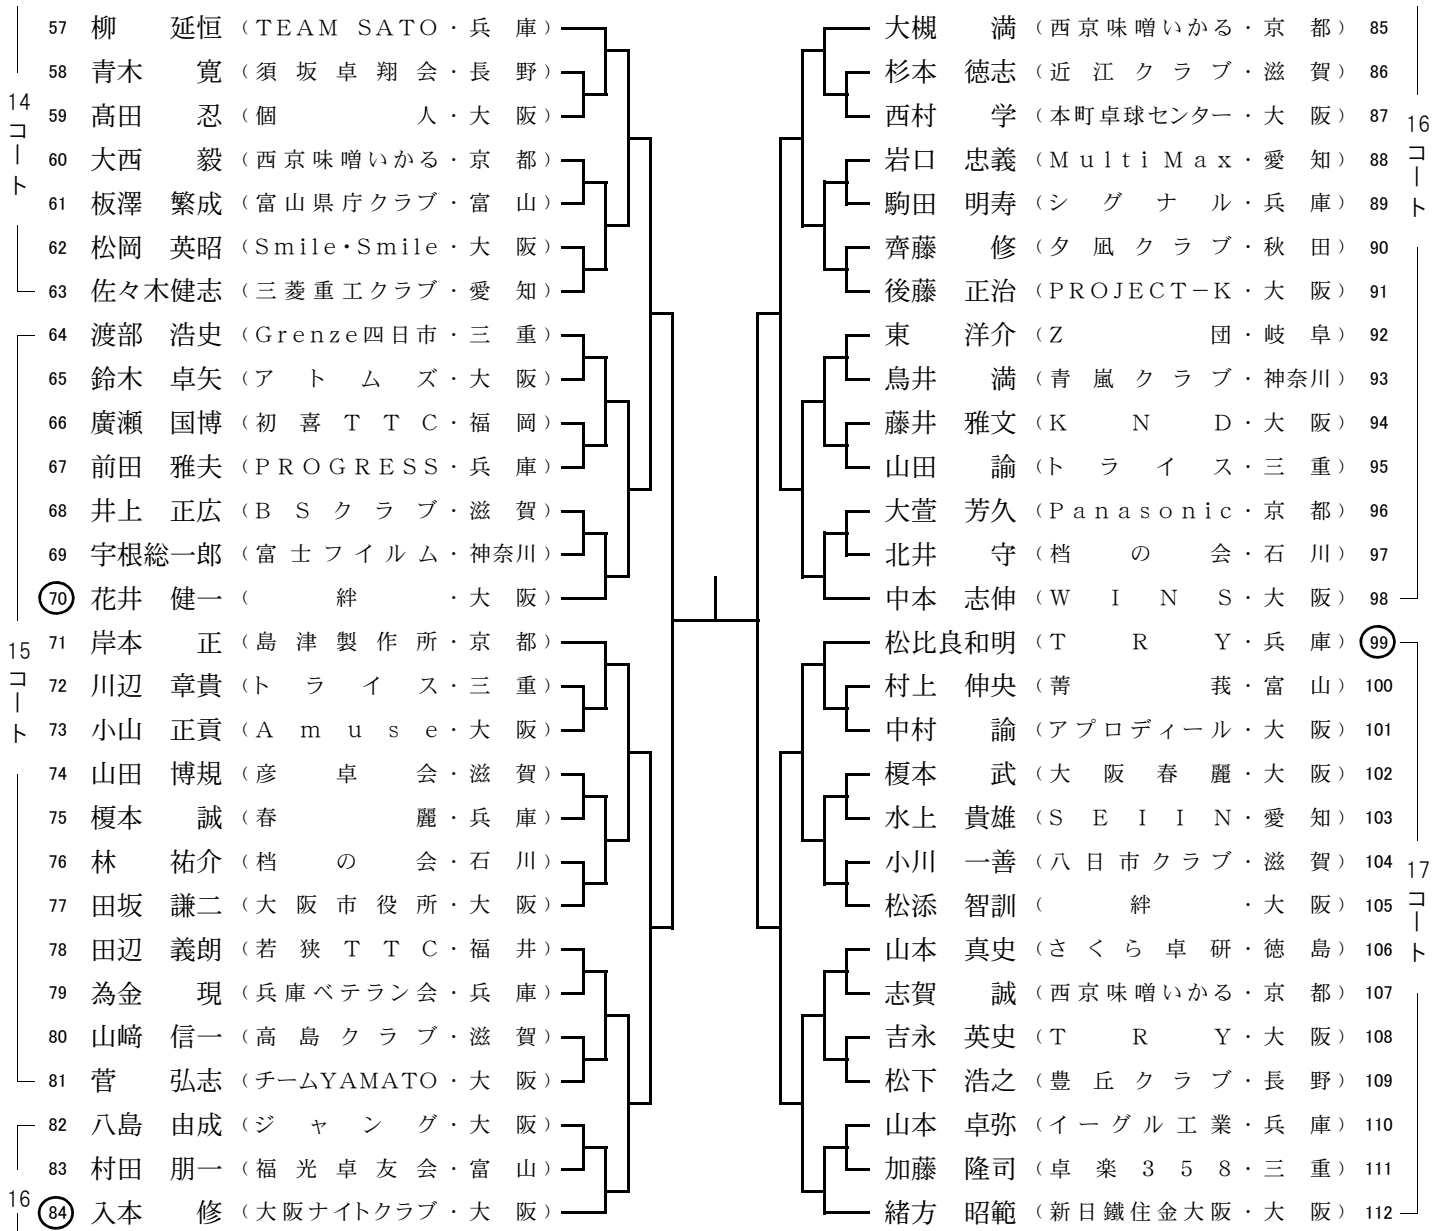 14コート
57 柳 延恒 (TEAM SATO・兵 庫)
58 青木 寛 (須坂卓翔会・長 野)
59 髙田 忍 (個 人・大 阪)
60 大西 毅 (西京味噌いかる・京 都)
61 板澤 繁成 (富山県庁クラブ・富 山)
62 松岡 英昭 (Smile・Smile・大 阪)
63 佐々木健志 (三菱重工クラブ・愛 知)
15コート
64 渡部 浩史 (Grenze四日市・三 重)
65 鈴木 卓矢 (アトムズ・大 阪)
66 廣瀬 国博 (初喜TTC・福 岡)
67 前田 雅夫 (PROGRESS・兵 庫)
68 井上 正広 (BSクラブ・滋 賀)
69 宇根総一郎 (富士フイルム・神奈川)
70 花井 健一 (絆・大 阪)
71 岸本 正 (島津製作所・京 都)
72 川辺 章貴 (トライス・三 重)
73 小山 正貢 (Amuse・大 阪)
74 山田 博規 (彦卓会・滋 賀)
75 榎本 誠 (春麗・兵 庫)
76 林 祐介 (档の会・石 川)
77 田坂 謙二 (大阪市役所・大 阪)
78 田辺 義朗 (若狭TTC・福 井)
79 為金 現 (兵庫ベテラン会・兵 庫)
80 山﨑 信一 (高島クラブ・滋 賀)
81 菅 弘志 (チームYAMATO・大 阪)
16
82 八島 由成 (ジャング・大 阪)
83 村田 朋一 (福光卓友会・富 山)
84 入本 修 (大阪ナイトクラブ・大 阪)
大槻 満 (西京味噌いかる・京 都) 85
杉本 徳志 (近江クラブ・滋 賀) 86
西村 学 (本町卓球センター・大 阪) 87
岩口 忠義 (MultiMax・愛 知) 88
駒田 明寿 (シグナル・兵 庫) 89
齊藤 修 (夕凪クラブ・秋 田) 90
後藤 正治 (PROJECT−K・大 阪) 91
東 洋介 (Z団・岐 阜) 92
鳥井 満 (青嵐クラブ・神奈川) 93
藤井 雅文 (KND・大 阪) 94
山田 諭 (トライス・三 重) 95
大萱 芳久 (Panasonic・京 都) 96
北井 守 (档の会・石 川) 97
中本 志伸 (WINS・大 阪) 98
16コート
松比良和明 (TRY・兵 庫) 99
村上 伸央 (菁莪・富 山) 100
中村 諭 (アプロディール・大 阪) 101
榎本 武 (大阪春麗・大 阪) 102
水上 貴雄 (SEIIN・愛 知) 103
小川 一善 (八日市クラブ・滋 賀) 104
松添 智訓 (絆・大 阪) 105
山本 真史 (さくら卓研・徳 島) 106
志賀 誠 (西京味噌いかる・京 都) 107
吉永 英史 (TRY・大 阪) 108
松下 浩之 (豊丘クラブ・長 野) 109
山本 卓弥 (イーグル工業・兵 庫) 110
加藤 隆司 (卓楽358・三 重) 111
緒方 昭範 (新日鐵住金大阪・大 阪) 112
17コート